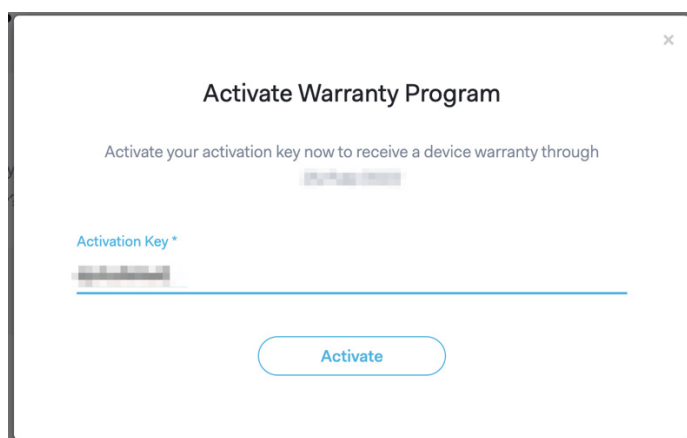 Activate Warranty Program
Activate your activation key now to receive a device warranty through
Activation Key *
Activate